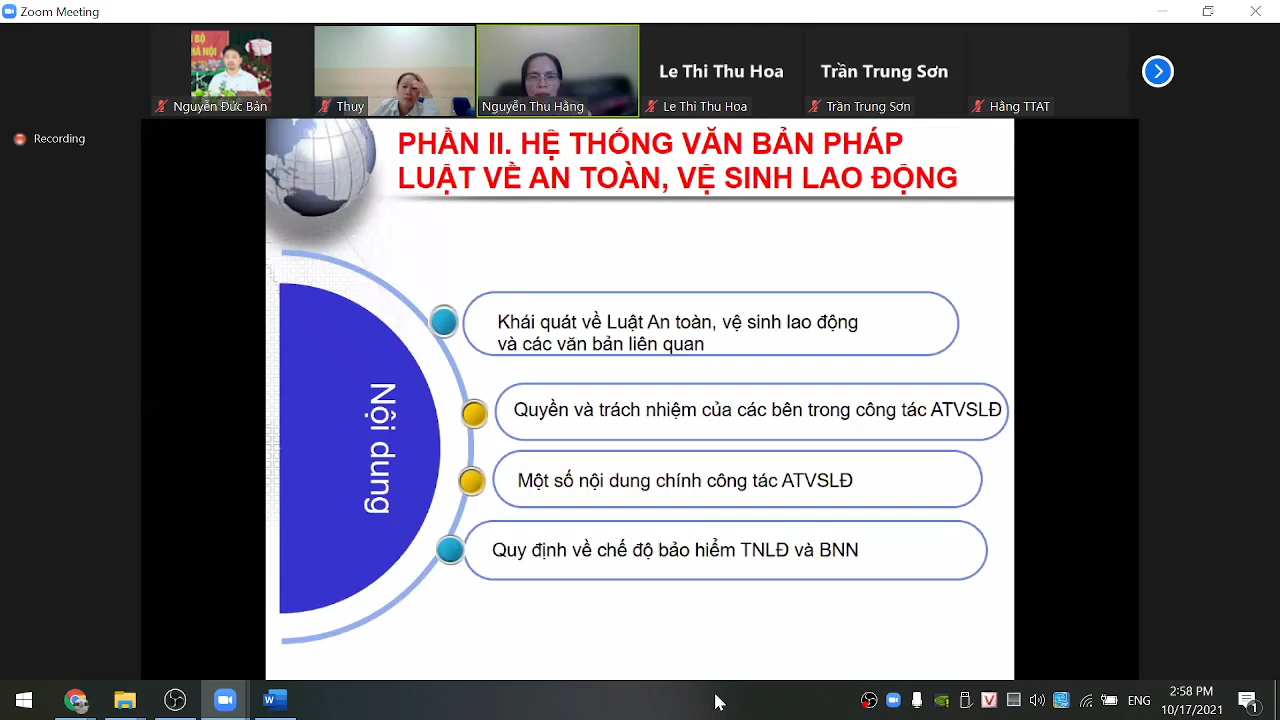 Zoom Meeting
BỘ
HÀ NỘI
Nguyễn Đức Bản
Thuy
Nguyễn Thu Hằng
Le Thi Thu Hoa
Le Thi Thu Hoa
Trần Trung Sơn
Trần Trung Sơn
Hằng TTAT
Recording
PHẦN II. HỆ THỐNG VĂN BẢN PHÁP
LUẬT VỀ AN TOÀN, VỆ SINH LAO ĐỘNG
Nội dung
Khái quát về Luật An toàn, vệ sinh lao động
và các văn bản liên quan
Quyền và trách nhiệm của các bên trong công tác ATVSLĐ
Một số nội dung chính công tác ATVSLĐ
Quy định về chế độ bảo hiểm TNLĐ và BNN
ENG
2:58 PM
10/17/2021
1